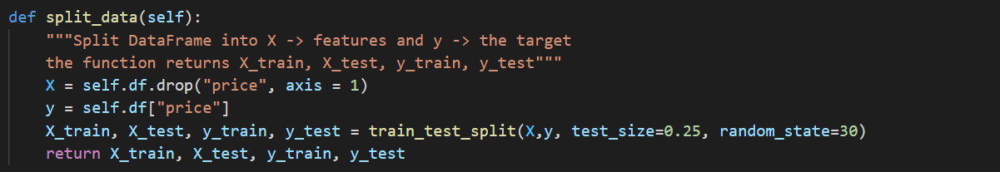 def split_data(self):
    """Split DataFrame into X -> features and y -> the target
    the function returns X_train, X_test, y_train, y_test"""
    X = self.df.drop("price", axis = 1)
    y = self.df["price"]
    X_train, X_test, y_train, y_test = train_test_split(X,y, test_size=0.25, random_state=30)
    return X_train, X_test, y_train, y_test